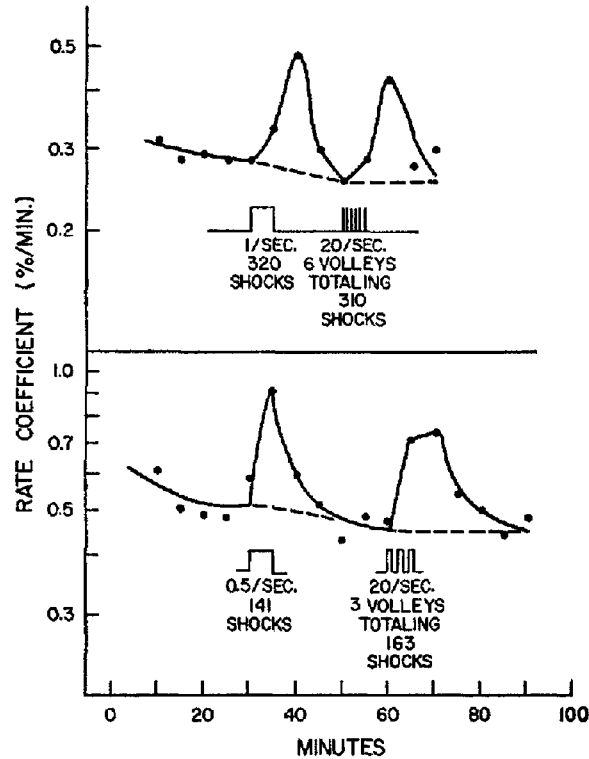 RATE COEFFICIENT (%/MIN.)
0.5
0.3
0.2
1/SEC.
320
SHOCKS
20/SEC.
6 VOLLEYS
TOTALING
310
SHOCKS
1.0
0.7
0.5
0.3
0.5/SEC.
141
SHOCKS
20/SEC.
3 VOLLEYS
TOTALING
163
SHOCKS
0 20 40 60 80 100
MINUTES